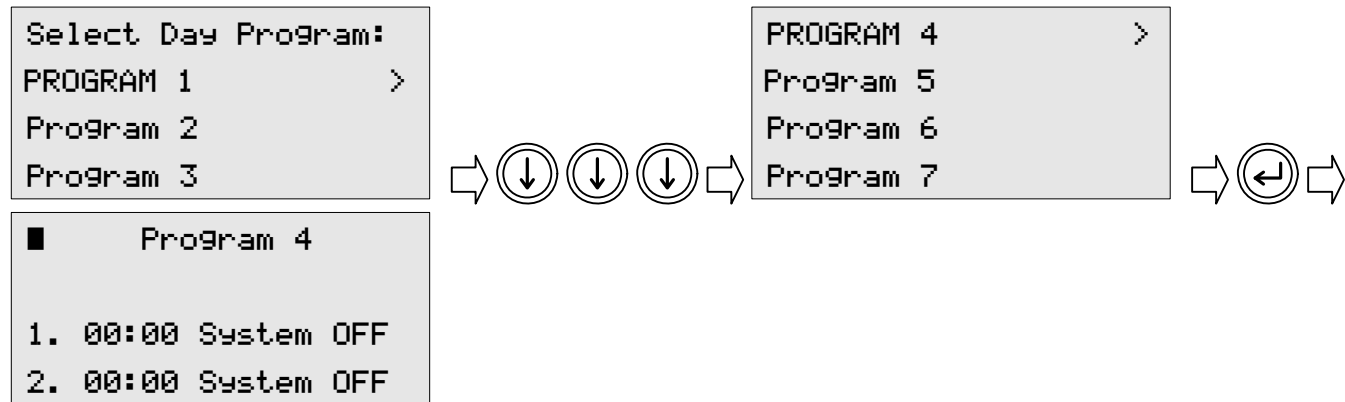 Select Day Program:
PROGRAM 1 >
Program 2
Program 3
PROGRAM 4 >
Program 5
Program 6
Program 7
Program 4
1. 00:00 System OFF
2. 00:00 System OFF